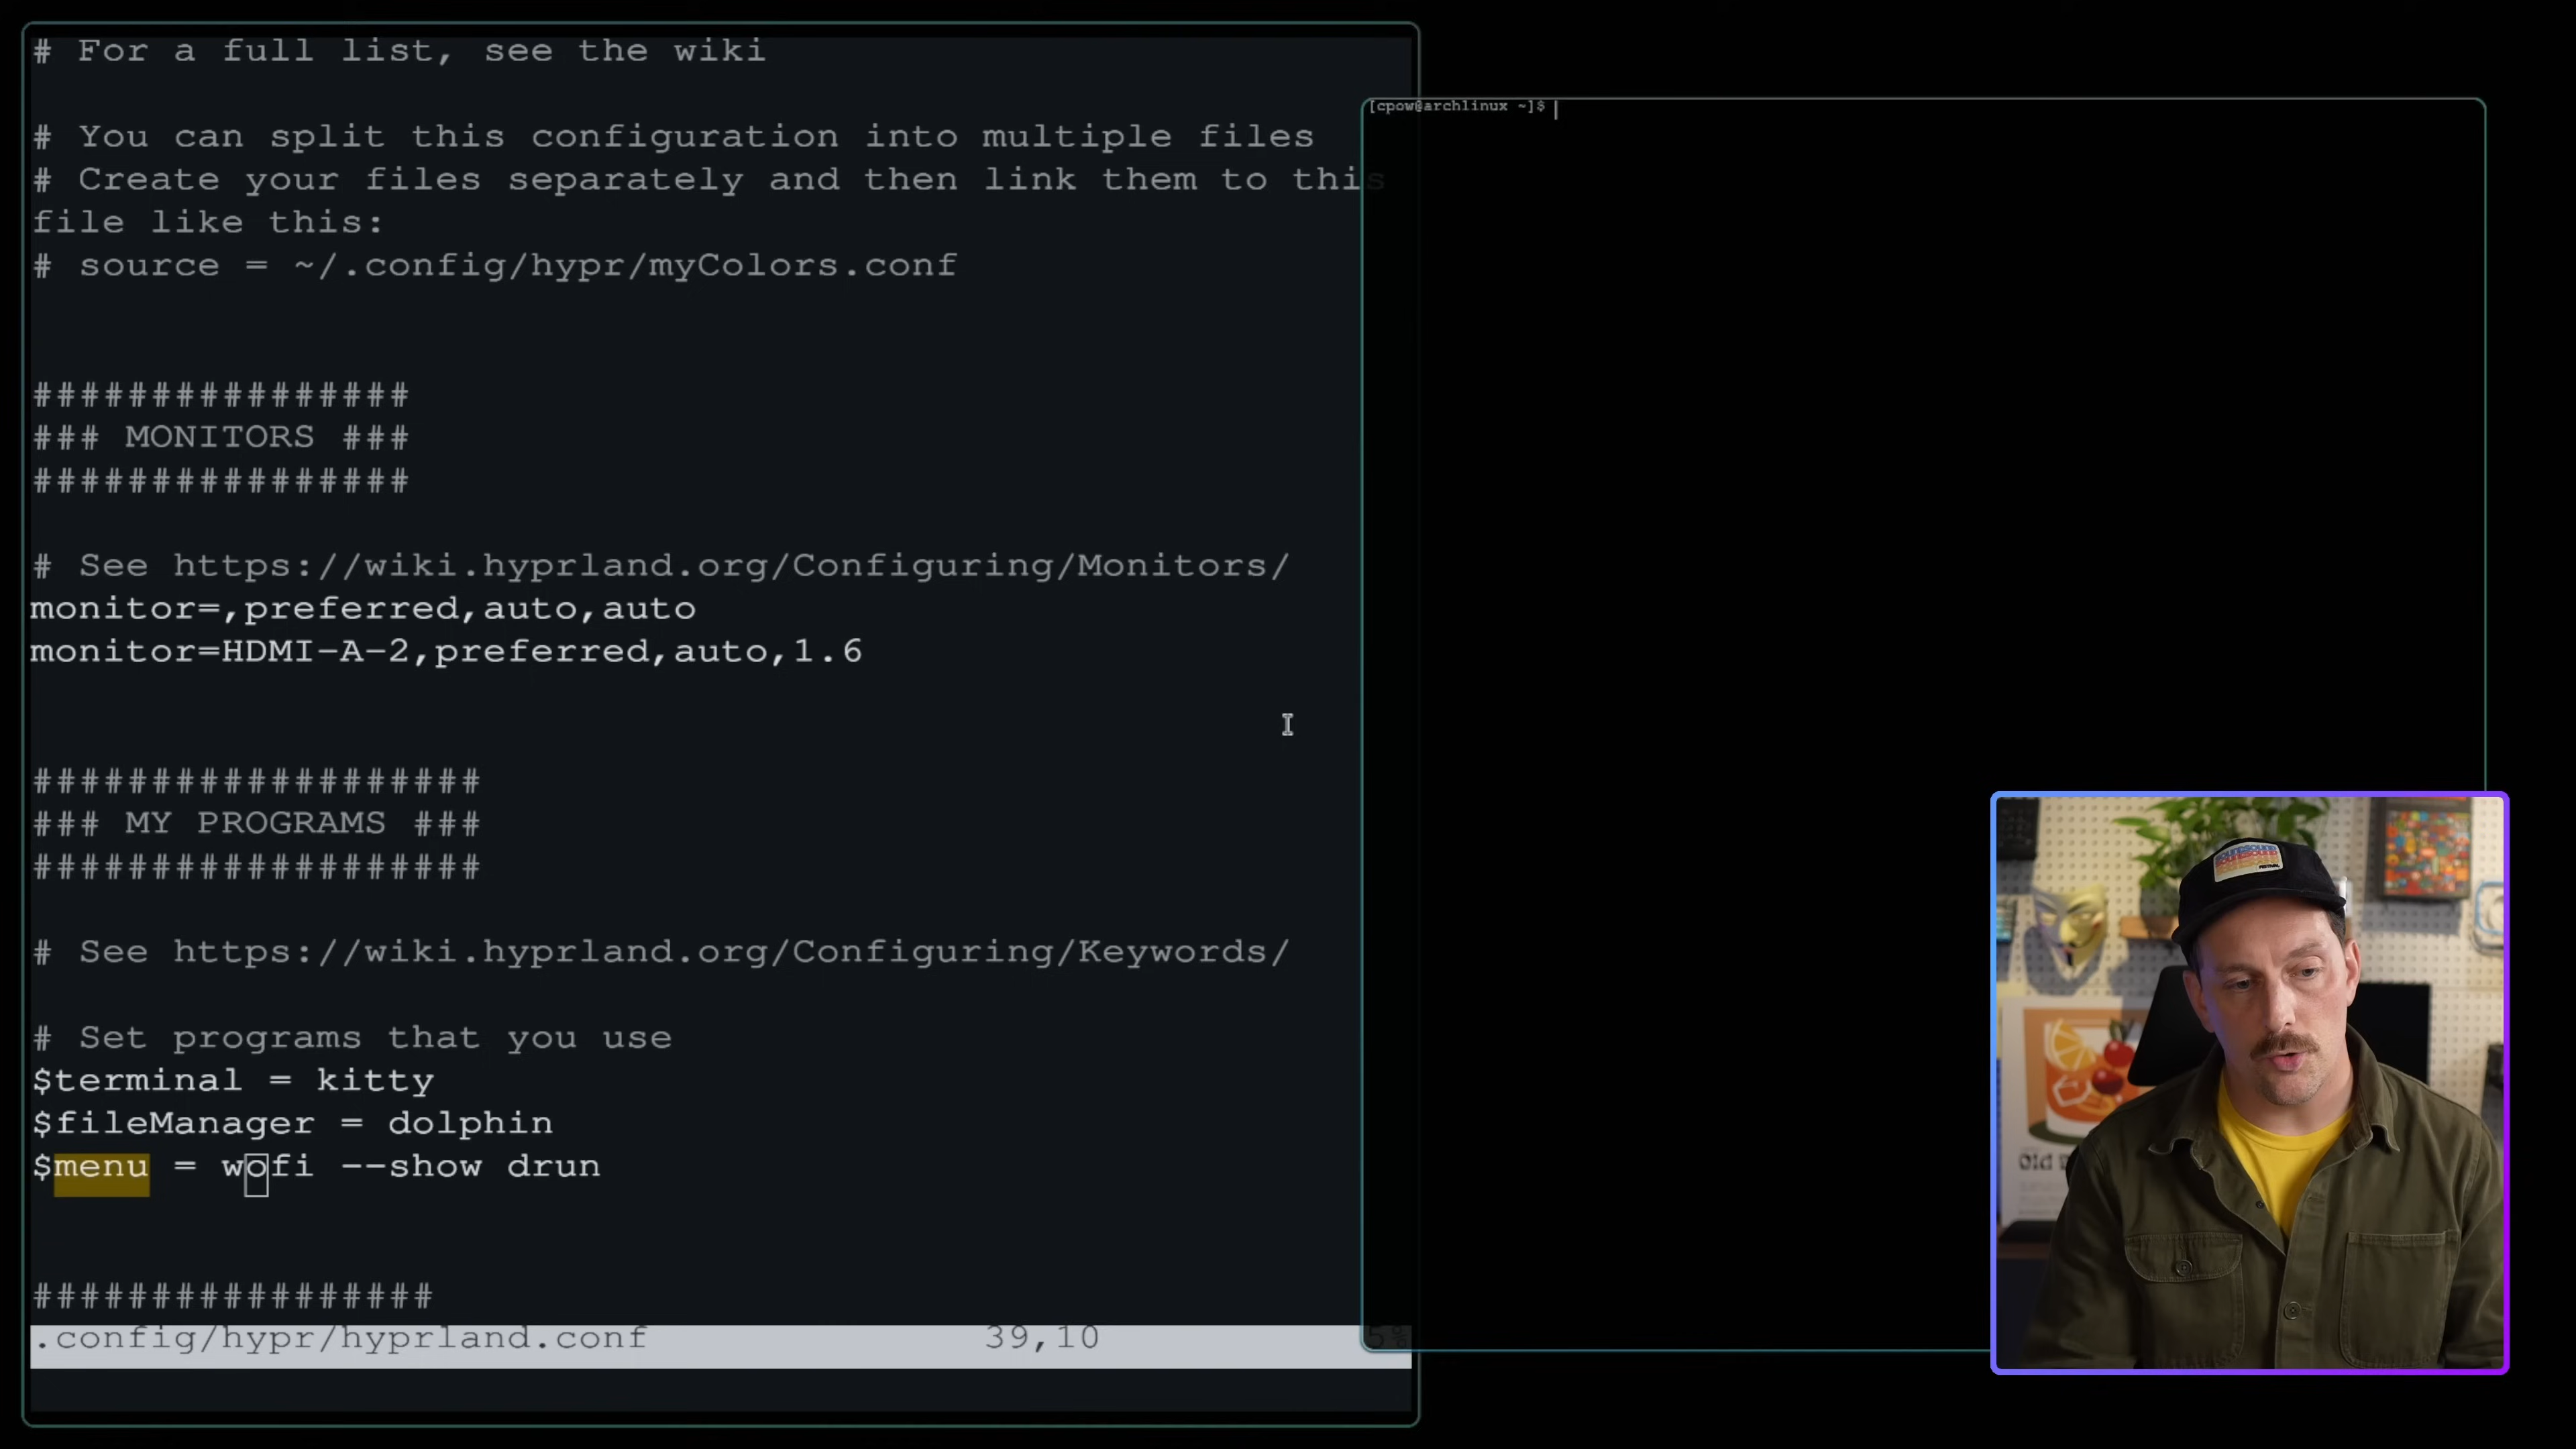 # For a full list, see the wiki
# You can split this configuration into multiple files
# Create your files separately and then link them to this
file like this:
# source = ~/.config/hypr/myColors.conf
################
### MONITORS ###
################
# See https://wiki.hyprland.org/Configuring/Monitors/
monitor=,preferred,auto,auto
monitor=HDMI-A-2,preferred,auto,1.6
###################
### MY PROGRAMS ###
###################
# See https://wiki.hyprland.org/Configuring/Keywords/
# Set programs that you use
$terminal = kitty
$fileManager = dolphin
$menu = wofi --show drun
#################
.config/hypr/hyprland.conf 39,10 5%
[cpow@archlinux ~]$
Old